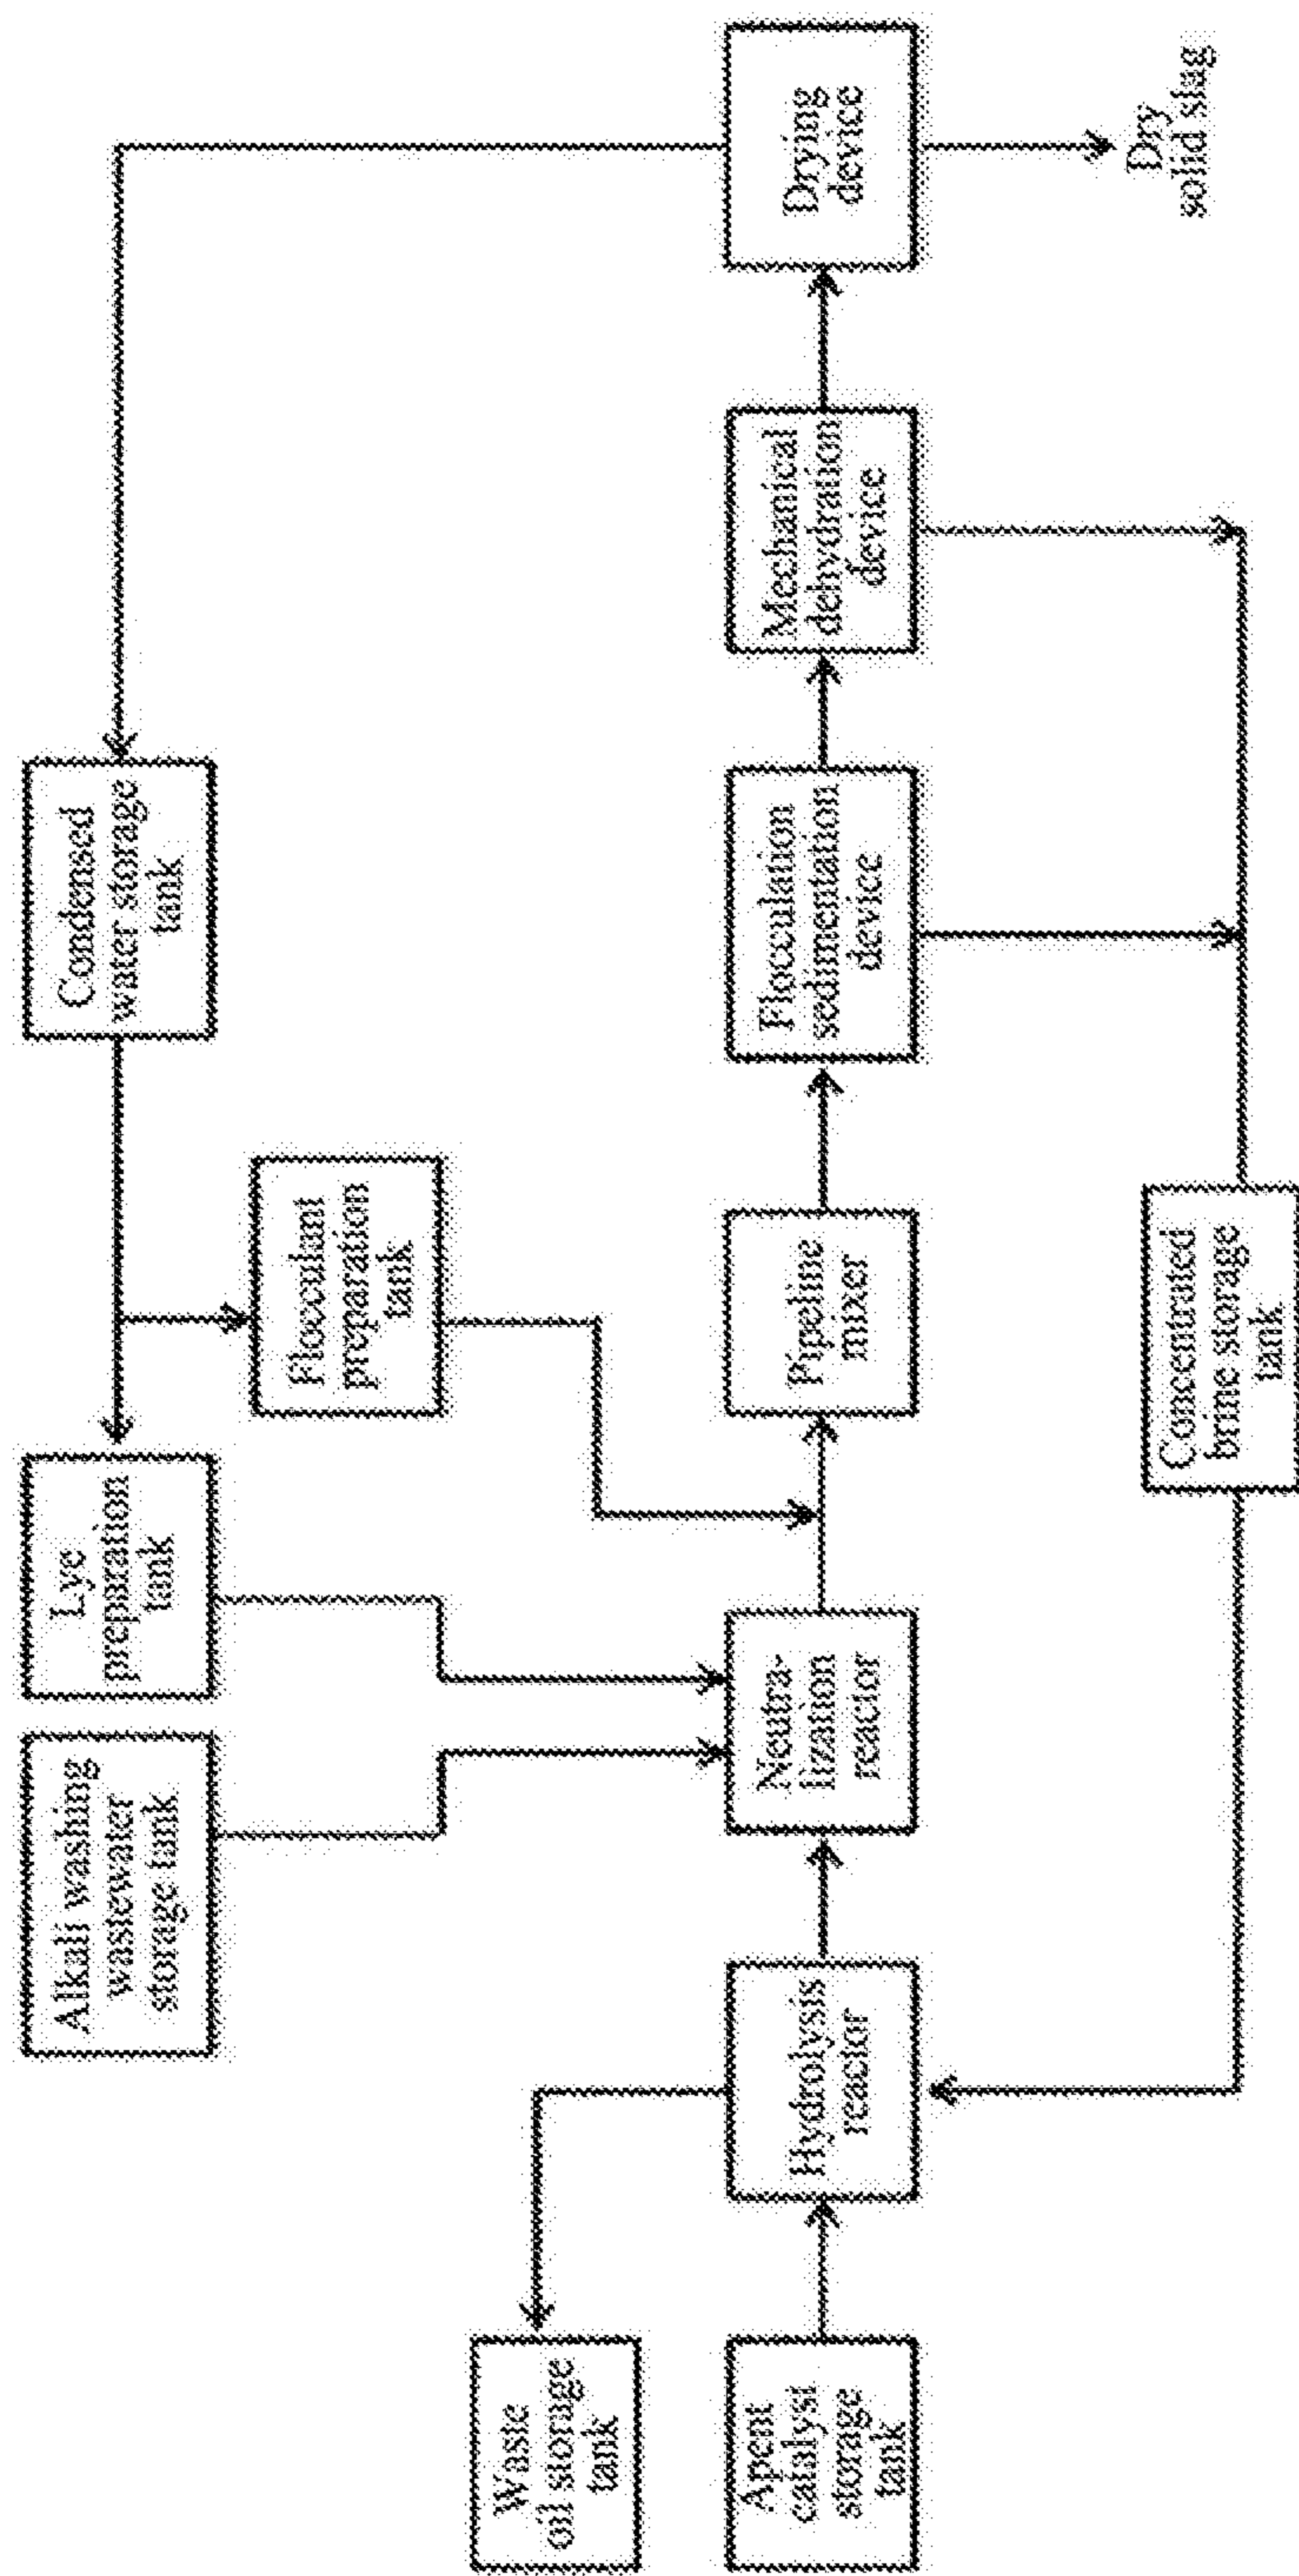 Alkali washing
wastewater
storage tank
Lye
preparation
tank
Condensed
water storage
tank
Flocculant
preparation
tank
Waste
oil storage
tank
Apent
catalyst
storage
tank
Hydrolysis
reactor
Neutra-
lization
reactor
Pipeline
mixer
Flocculation
sedimentation
device
Mechanical
dehydration
device
Drying
device
Concentrated
brine storage
tank
Dry
solid slag